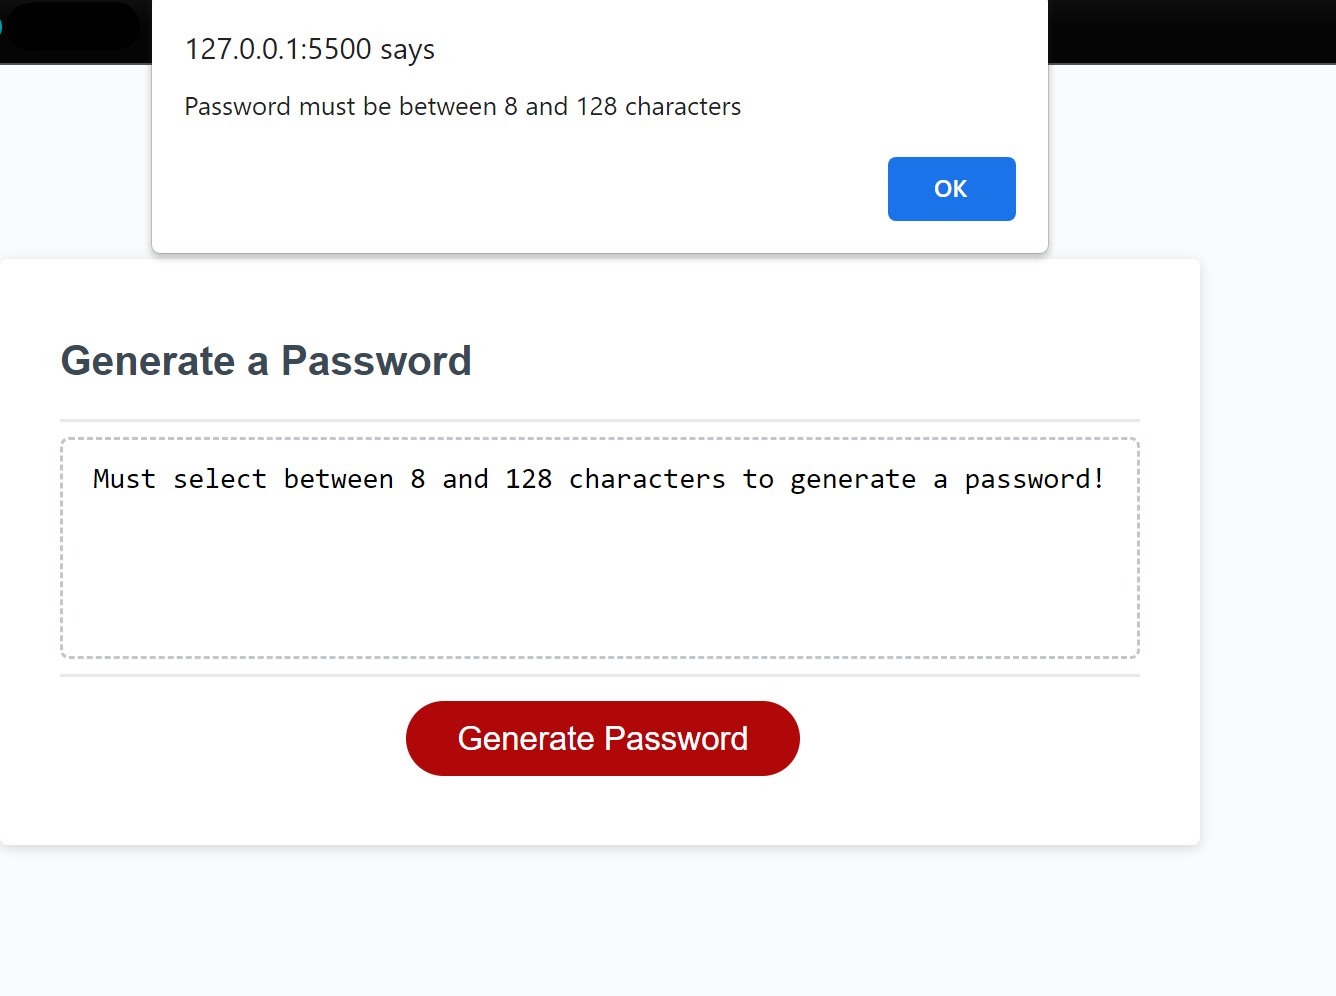 127.0.0.1:5500 says
Password must be between 8 and 128 characters
OK
Generate a Password
Must select between 8 and 128 characters to generate a password!
Generate Password